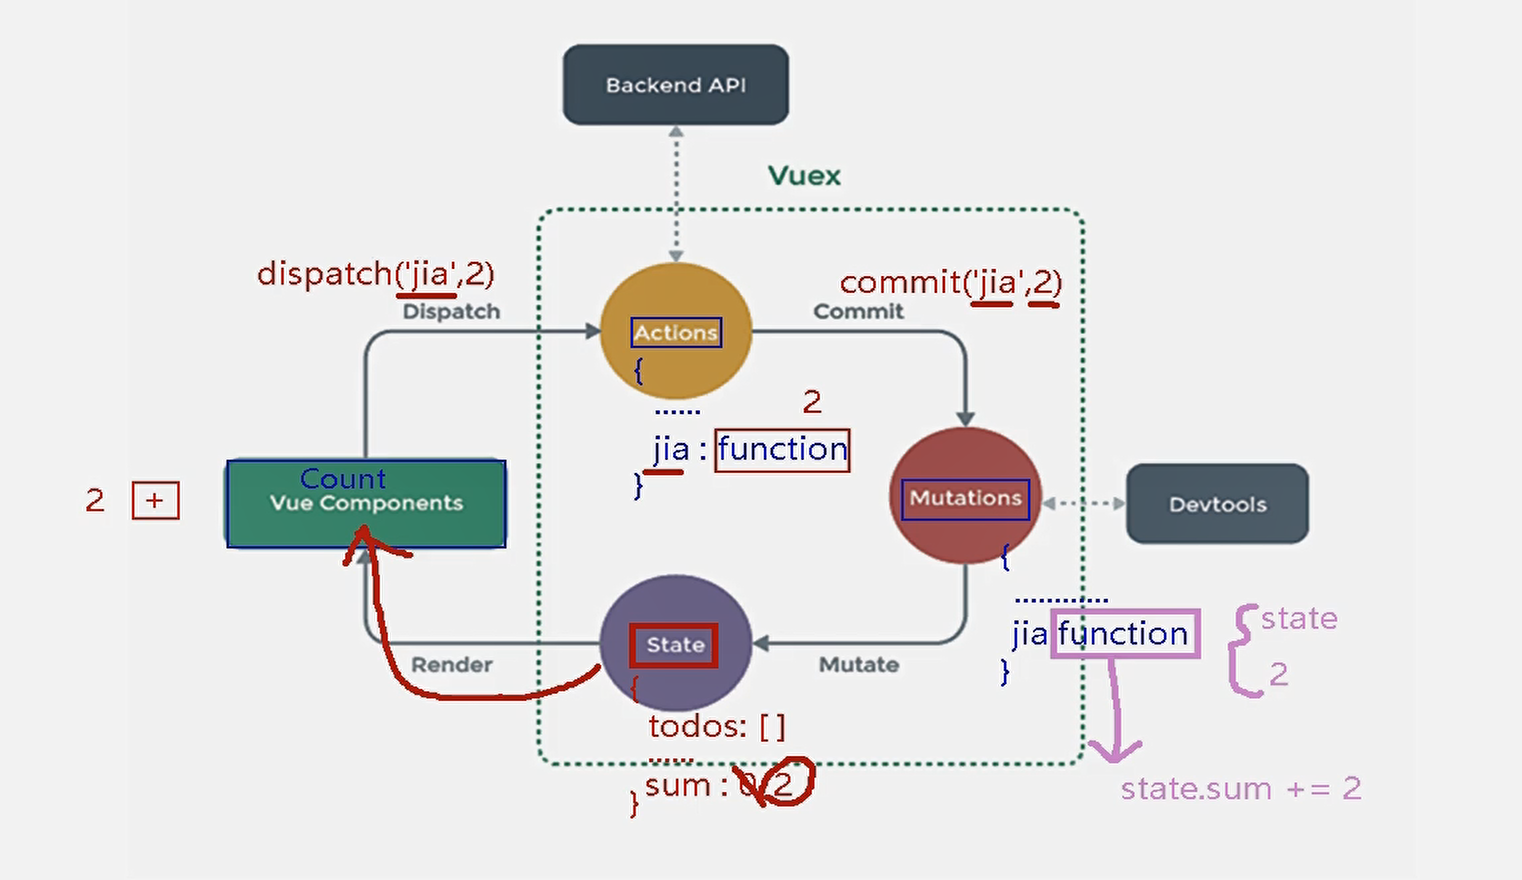 Backend API
Vuex
dispatch('jia',2)
commit('jia',2)
Dispatch
Commit
Actions
{
......
2
jia : function
}
Count
Vue Components
2 +
Mutations
Devtools
{
............
jia function
}
{ state
2
State
Render
Mutate
{
todos: [ ]
......
sum : 0 2
}
state.sum += 2